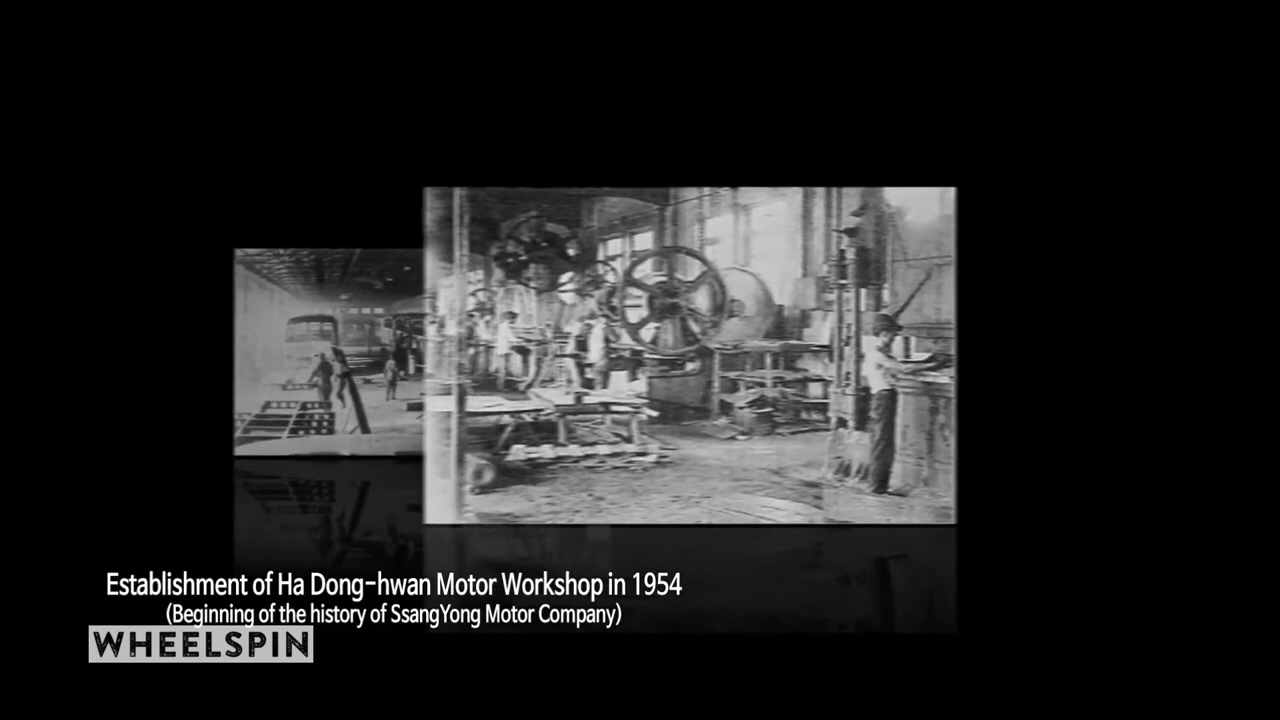 Establishment of Ha Dong-hwan Motor Workshop in 1954
(Beginning of the history of SsangYong Motor Company)
WHEELSPIN